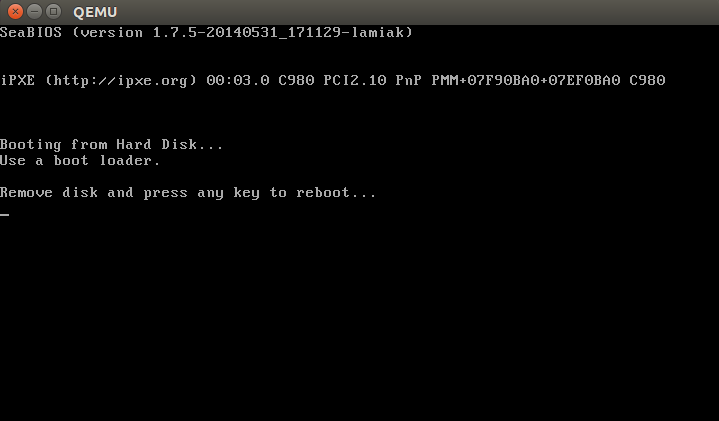 QEMU
SeaBIOS (version 1.7.5-20140531_171129-lamiak)
iPXE (http://ipxe.org) 00:03.0 C980 PCI2.10 PnP PMM+07F90BA0+07EF0BA0 C980
Booting from Hard Disk...
Use a boot loader.
Remove disk and press any key to reboot...